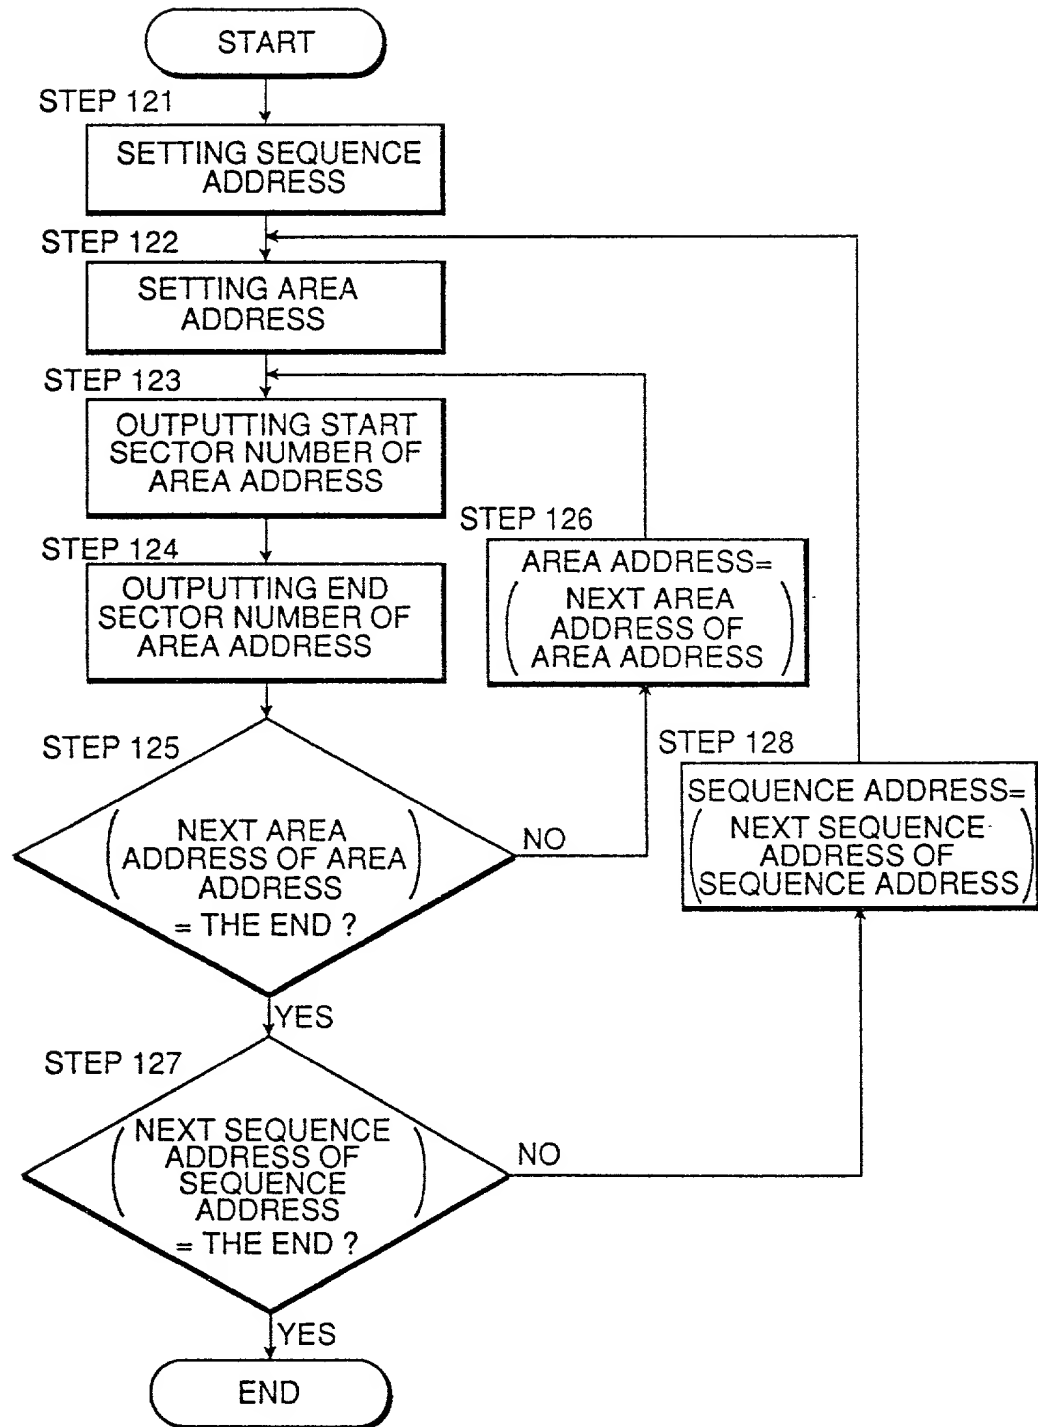 START
STEP 121
SETTING SEQUENCE
ADDRESS
STEP 122
SETTING AREA
ADDRESS
STEP 123
OUTPUTTING START
SECTOR NUMBER OF
AREA ADDRESS
STEP 124
OUTPUTTING END
SECTOR NUMBER OF
AREA ADDRESS
STEP 125
( NEXT AREA
ADDRESS OF AREA
ADDRESS )
= THE END ?
NO
STEP 126
AREA ADDRESS=
( NEXT AREA
ADDRESS OF
AREA ADDRESS )
YES
STEP 127
( NEXT SEQUENCE
ADDRESS OF
SEQUENCE
ADDRESS )
= THE END ?
NO
STEP 128
SEQUENCE ADDRESS=
( NEXT SEQUENCE
ADDRESS OF
SEQUENCE ADDRESS )
YES
END